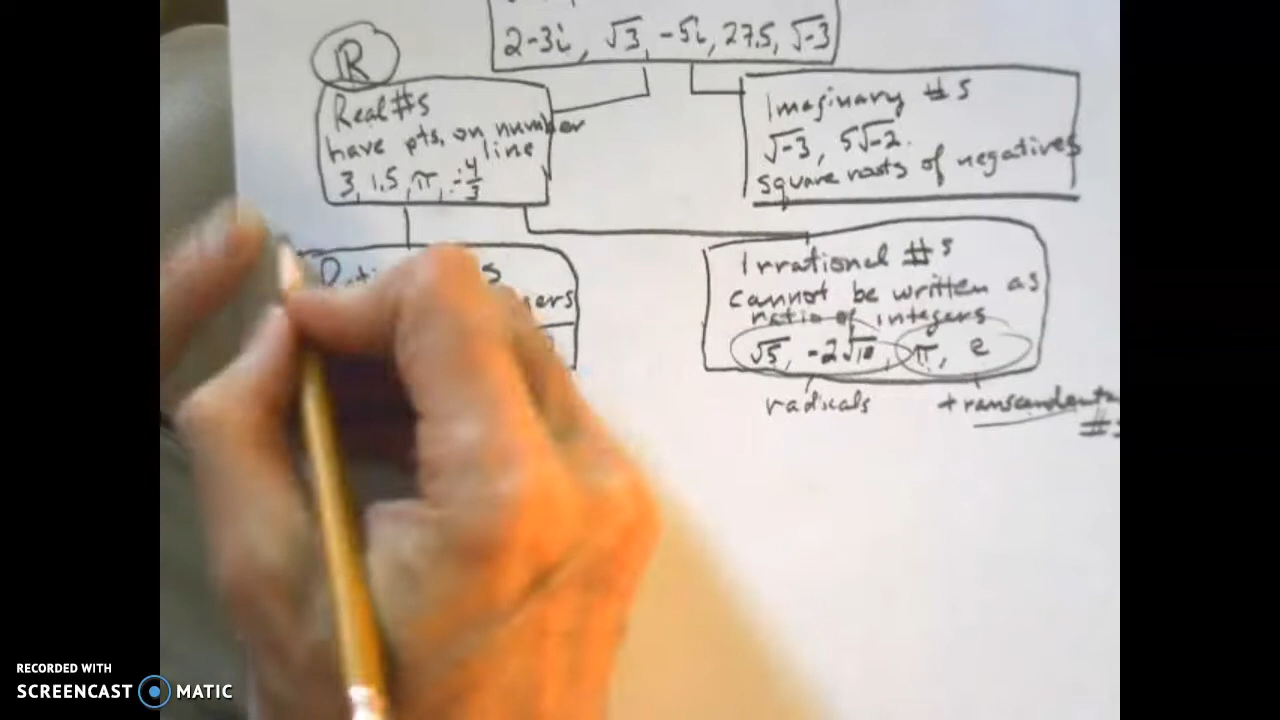 2-3i, √3, -5i, 27.5, √-3
ℝ
Real #s
have pts. on number
line
3, 1.5, π, -4/3
Imaginary #s
√-3, 5√-2.
square roots of negatives
Irrational #s
cannot be written as
ratio of integers
√5, -2√10, π, e
radicals
RECORDED WITH
SCREENCAST MATIC